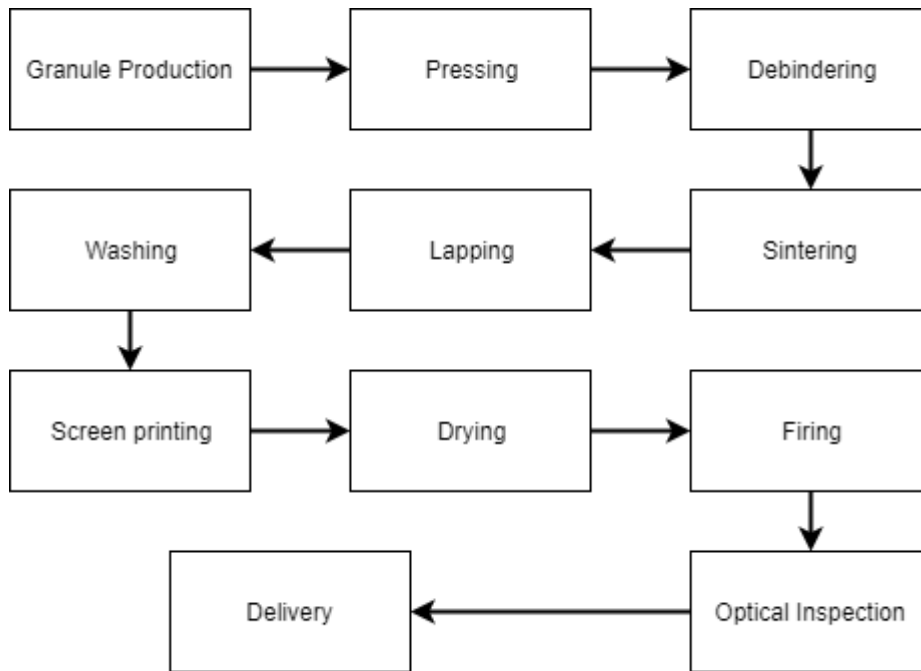 Granule Production
Pressing
Debindering
Washing
Lapping
Sintering
Screen printing
Drying
Firing
Delivery
Optical Inspection